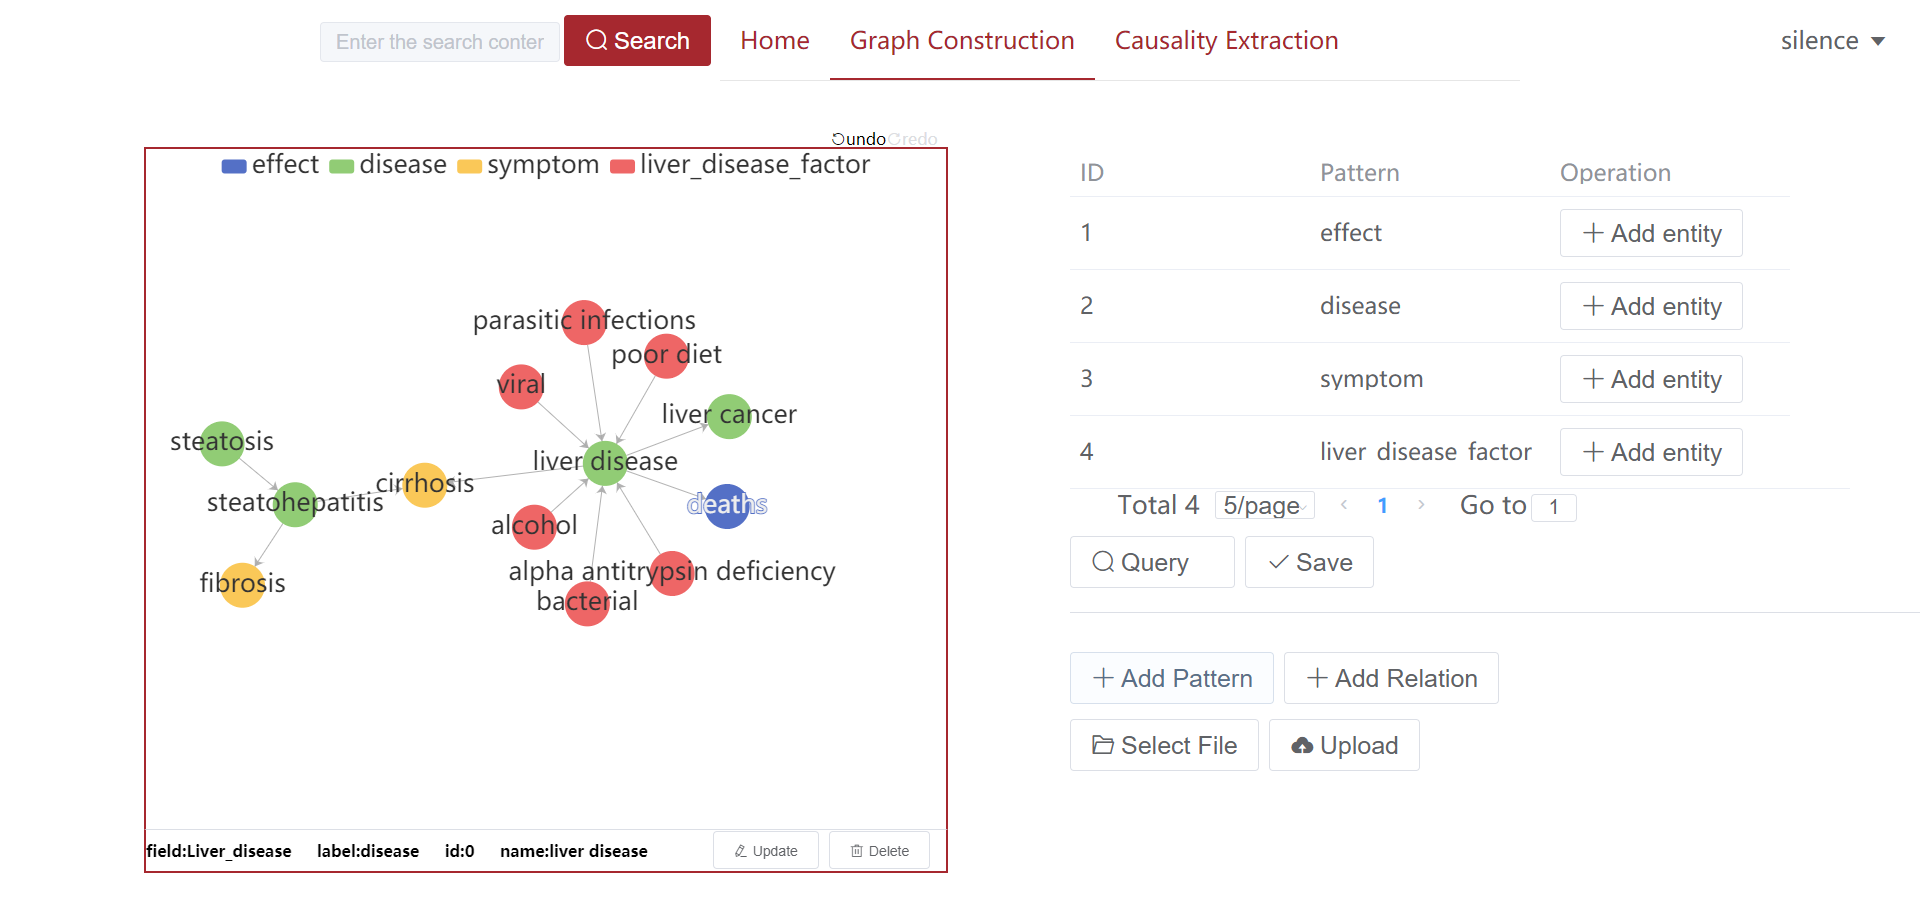 Enter the search conter
Search
Home
Graph Construction
Causality Extraction
silence
undo redo
effect disease symptom liver_disease_factor
parasitic infections
poor diet
viral
liver cancer
steatosis
liver disease
cirrhosis
steatohepatitis
deaths
alcohol
alpha antitrypsin deficiency
fibrosis
bacterial
field:Liver_disease label:disease id:0 name:liver disease Update Delete
ID Pattern Operation
1 effect Add entity
2 disease Add entity
3 symptom Add entity
4 liver disease factor Add entity
Total 4 5/page 1 Go to 1
Query Save
Add Pattern Add Relation
Select File Upload